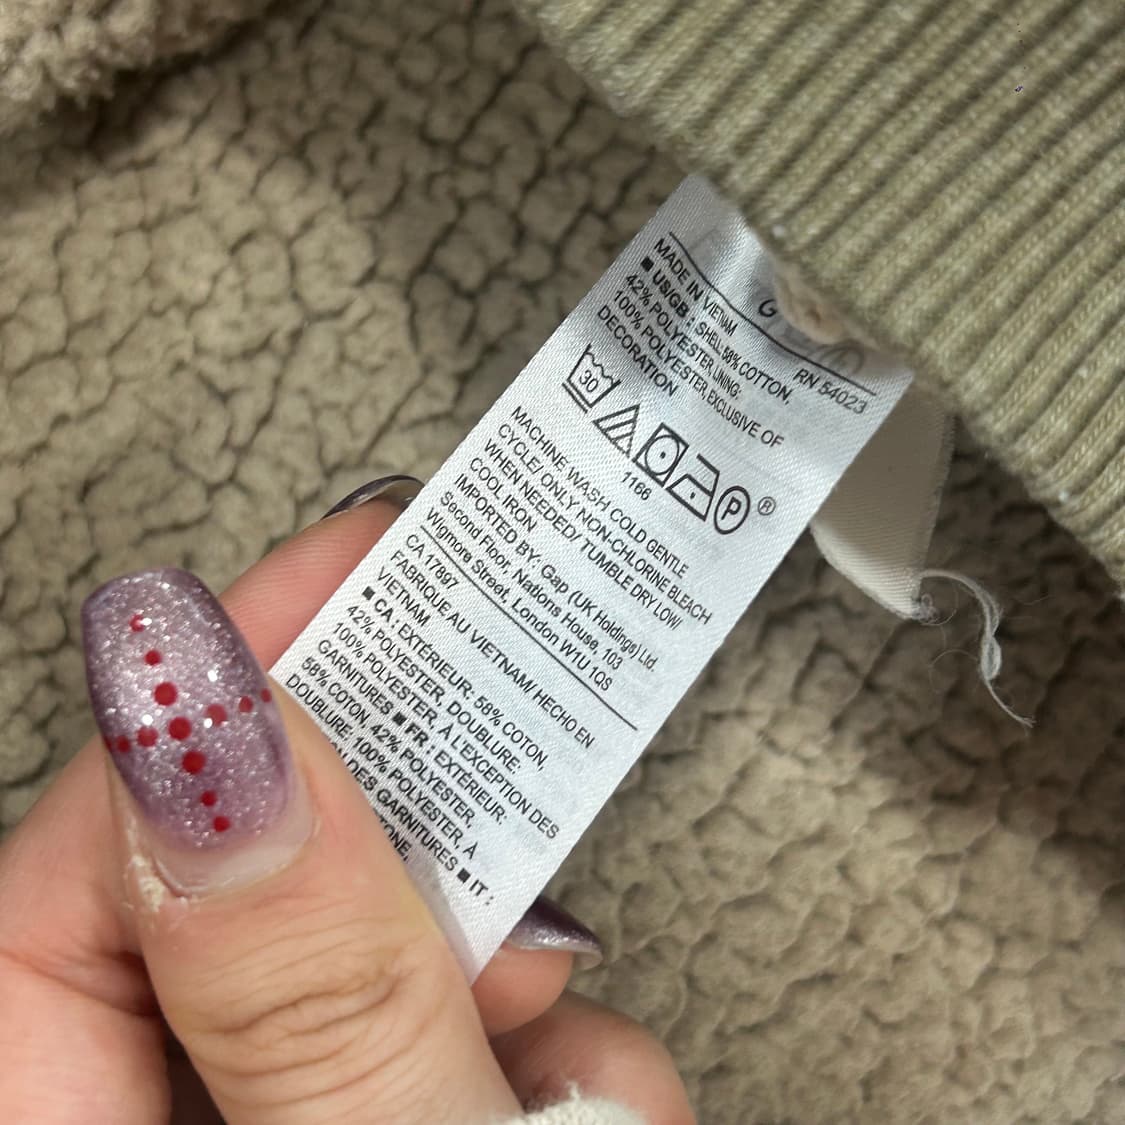 G
RN 54023
MADE IN VIETNAM
■ US/GB : SHELL 58% COTTON,
42% POLYESTER LINING:
100% POLYESTER, EXCLUSIVE OF
DECORATION
30
1166
P ®
MACHINE WASH COLD GENTLE
CYCLE/ ONLY NON-CHLORINE BLEACH
WHEN NEEDED/ TUMBLE DRY LOW/
COOL IRON
IMPORTED BY: Gap (UK Holdings) Ltd.
Second Floor, Nations House, 103
Wigmore Street, London W1U 1QS
CA 17897
FABRIQUÉ AU VIETNAM/ HECHO EN
VIETNAM
■ CA : EXTÉRIEUR: 58% COTON,
42% POLYESTER, DOUBLURE:
100% POLYESTER, À L'EXCEPTION DES
GARNITURES ■ FR : EXTÉRIEUR:
58% COTON, 42% POLYESTER,
DOUBLURE: 100% POLYESTER, À
DES GARNITURES ■ IT :